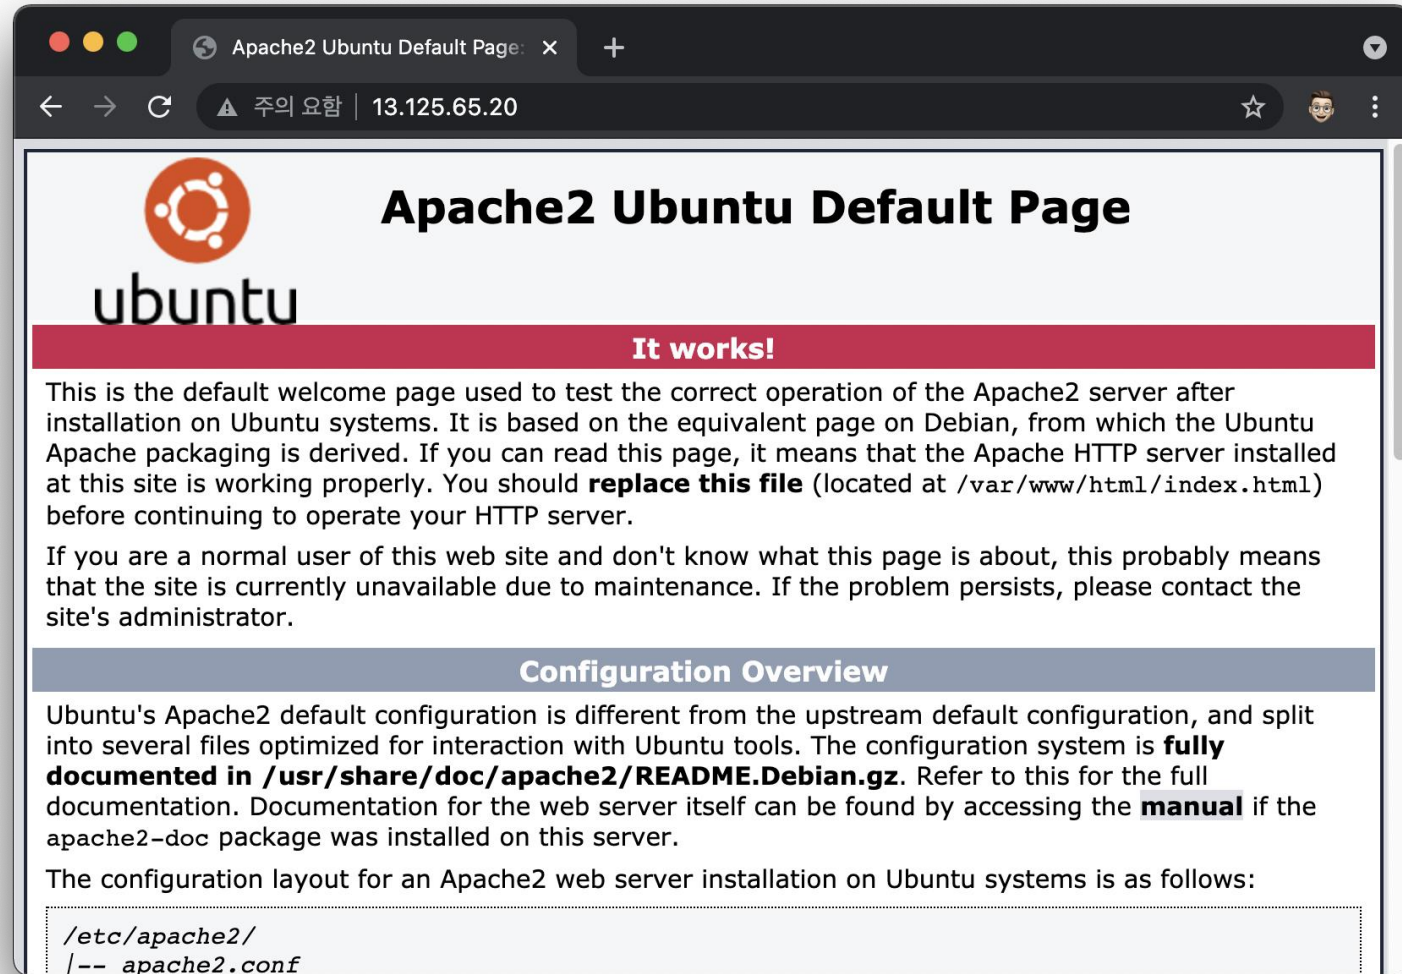 Apache2 Ubuntu Default Page:
주의 요함 | 13.125.65.20
ubuntu
Apache2 Ubuntu Default Page
It works!
This is the default welcome page used to test the correct operation of the Apache2 server after
installation on Ubuntu systems. It is based on the equivalent page on Debian, from which the Ubuntu
Apache packaging is derived. If you can read this page, it means that the Apache HTTP server installed
at this site is working properly. You should replace this file (located at /var/www/html/index.html)
before continuing to operate your HTTP server.
If you are a normal user of this web site and don't know what this page is about, this probably means
that the site is currently unavailable due to maintenance. If the problem persists, please contact the
site's administrator.
Configuration Overview
Ubuntu's Apache2 default configuration is different from the upstream default configuration, and split
into several files optimized for interaction with Ubuntu tools. The configuration system is fully
documented in /usr/share/doc/apache2/README.Debian.gz. Refer to this for the full
documentation. Documentation for the web server itself can be found by accessing the manual if the
apache2-doc package was installed on this server.
The configuration layout for an Apache2 web server installation on Ubuntu systems is as follows:
/etc/apache2/
|-- apache2.conf